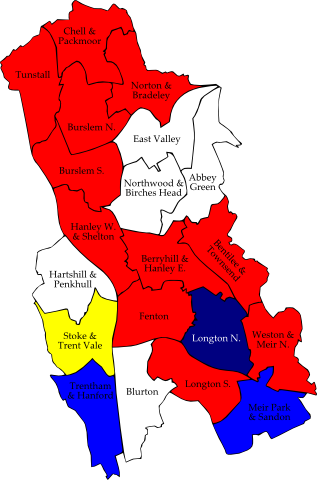 Chell &
Packmoor
Tunstall
Norton &
Bradeley
Burslem N.
East Valley
Burslem S.
Northwood &
Birches Head
Abbey
Green
Hanley W.
& Shelton
Bentilee &
Townsend
Berryhill &
Hanley E.
Hartshill &
Penkhull
Fenton
Stoke &
Trent Vale
Longton N.
Weston &
Meir N.
Trentham
& Hanford
Blurton
Longton S.
Meir Park
& Sandon